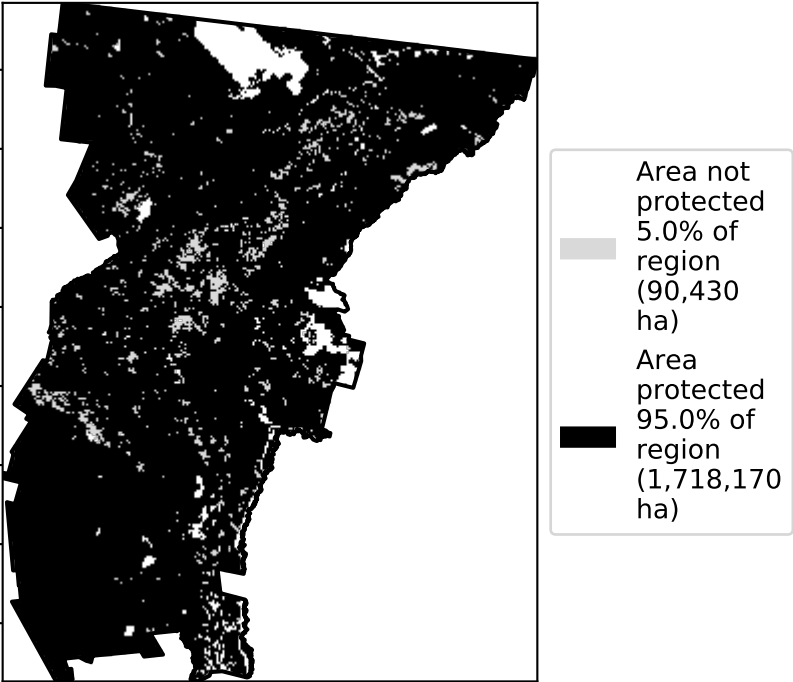 Area not
protected
5.0% of
region
(90,430
ha)
Area
protected
95.0% of
region
(1,718,170
ha)